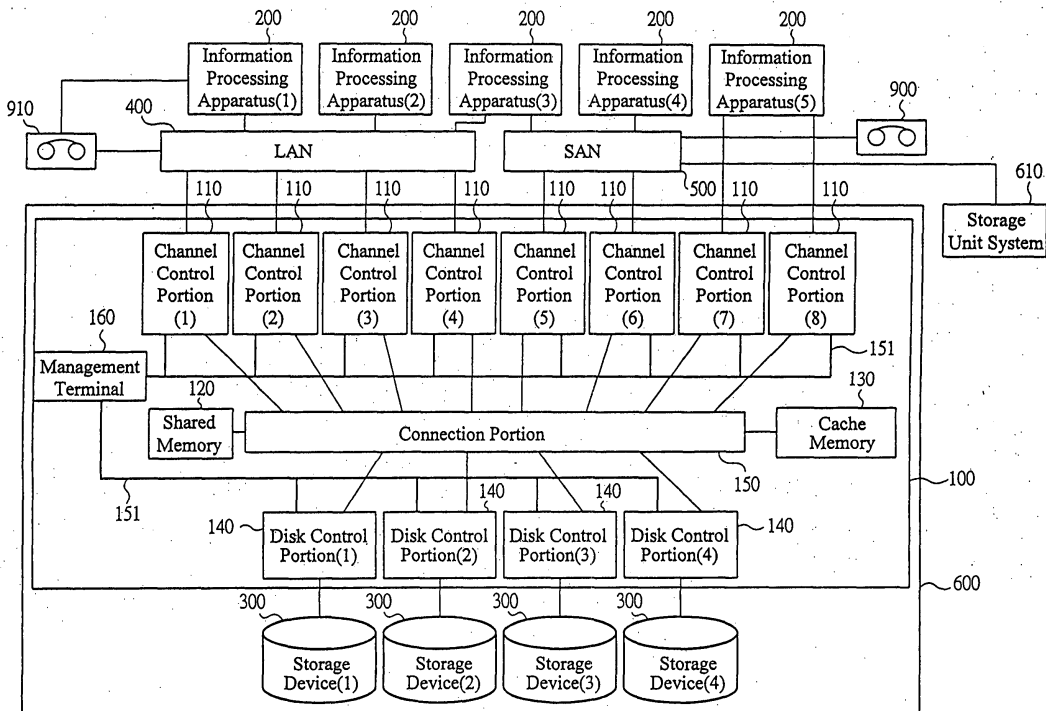 200 200 200 200 200
Information Processing Apparatus(1)
Information Processing Apparatus(2)
Information Processing Apparatus(3)
Information Processing Apparatus(4)
Information Processing Apparatus(5)
910
400
900
LAN
SAN
500
610
Storage Unit System
110 110 110 110 110 110 110 110
Channel Control Portion (1)
Channel Control Portion (2)
Channel Control Portion (3)
Channel Control Portion (4)
Channel Control Portion (5)
Channel Control Portion (6)
Channel Control Portion (7)
Channel Control Portion (8)
160
Management Terminal
151
120
Shared Memory
Connection Portion
130
Cache Memory
150
100
151
140 140 140 140
Disk Control Portion(1)
Disk Control Portion(2)
Disk Control Portion(3)
Disk Control Portion(4)
600
300 300 300 300
Storage Device(1)
Storage Device(2)
Storage Device(3)
Storage Device(4)